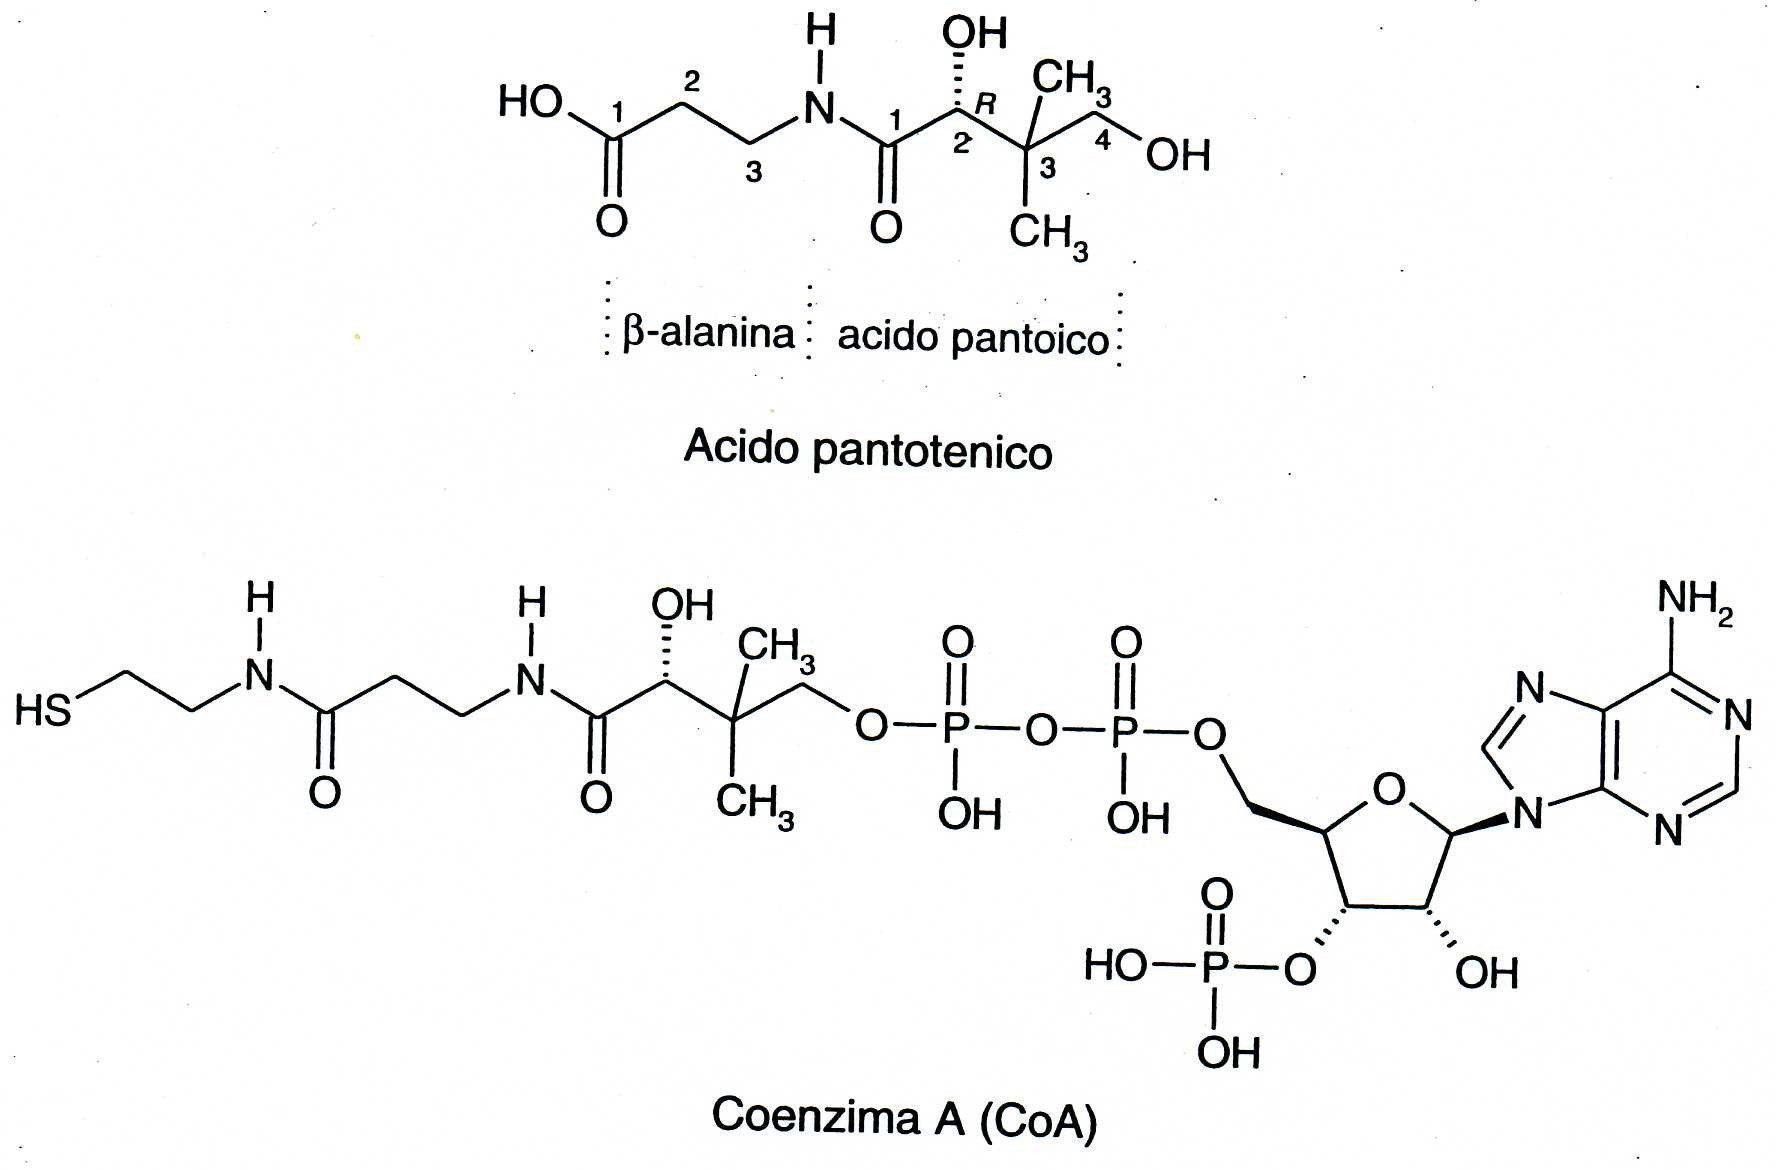 H OH
HO 1 2 N 1 R CH3 3
3 2 3 4 OH
O O CH3
β-alanina acido pantoico
Acido pantotenico
H H OH NH2
HS N N CH3 O O N N
O P O P O
O O CH3 OH OH O N N
O
HO P O OH
OH
Coenzima A (CoA)